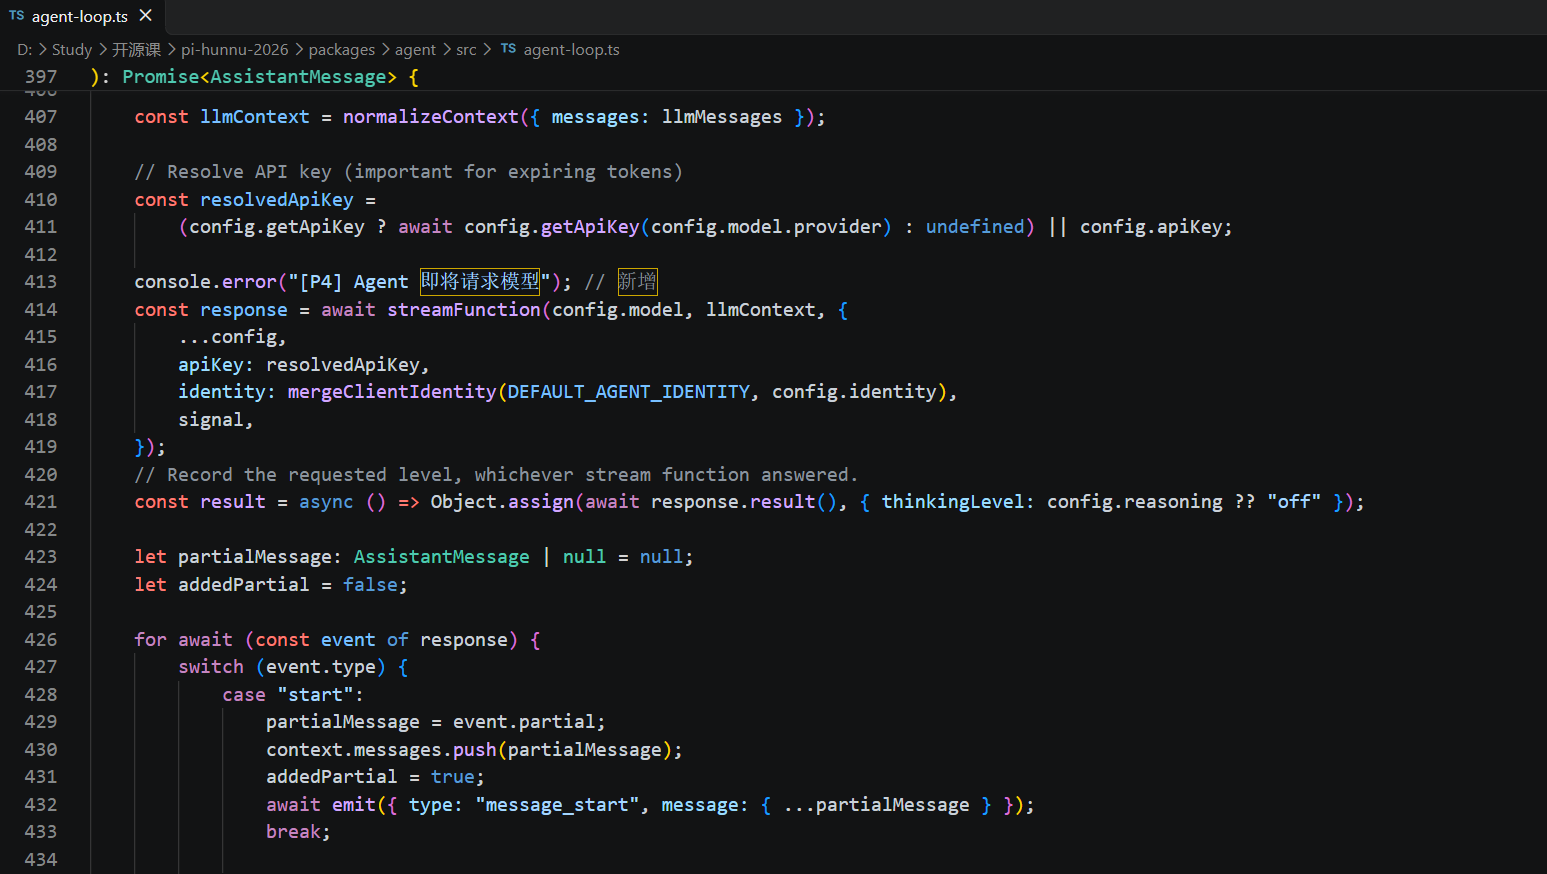 TS agent-loop.ts ×
D: > Study > 开源课 > pi-hunnu-2026 > packages > agent > src > TS agent-loop.ts
397 ): Promise<AssistantMessage> {
407 const llmContext = normalizeContext({ messages: llmMessages });
408
409 // Resolve API key (important for expiring tokens)
410 const resolvedApiKey =
411 (config.getApiKey ? await config.getApiKey(config.model.provider) : undefined) || config.apiKey;
412
413 console.error("[P4] Agent 即将请求模型"); // 新增
414 const response = await streamFunction(config.model, llmContext, {
415 ...config,
416 apiKey: resolvedApiKey,
417 identity: mergeClientIdentity(DEFAULT_AGENT_IDENTITY, config.identity),
418 signal,
419 });
420 // Record the requested level, whichever stream function answered.
421 const result = async () => Object.assign(await response.result(), { thinkingLevel: config.reasoning ?? "off" });
422
423 let partialMessage: AssistantMessage | null = null;
424 let addedPartial = false;
425
426 for await (const event of response) {
427 switch (event.type) {
428 case "start":
429 partialMessage = event.partial;
430 context.messages.push(partialMessage);
431 addedPartial = true;
432 await emit({ type: "message_start", message: { ...partialMessage } });
433 break;
434